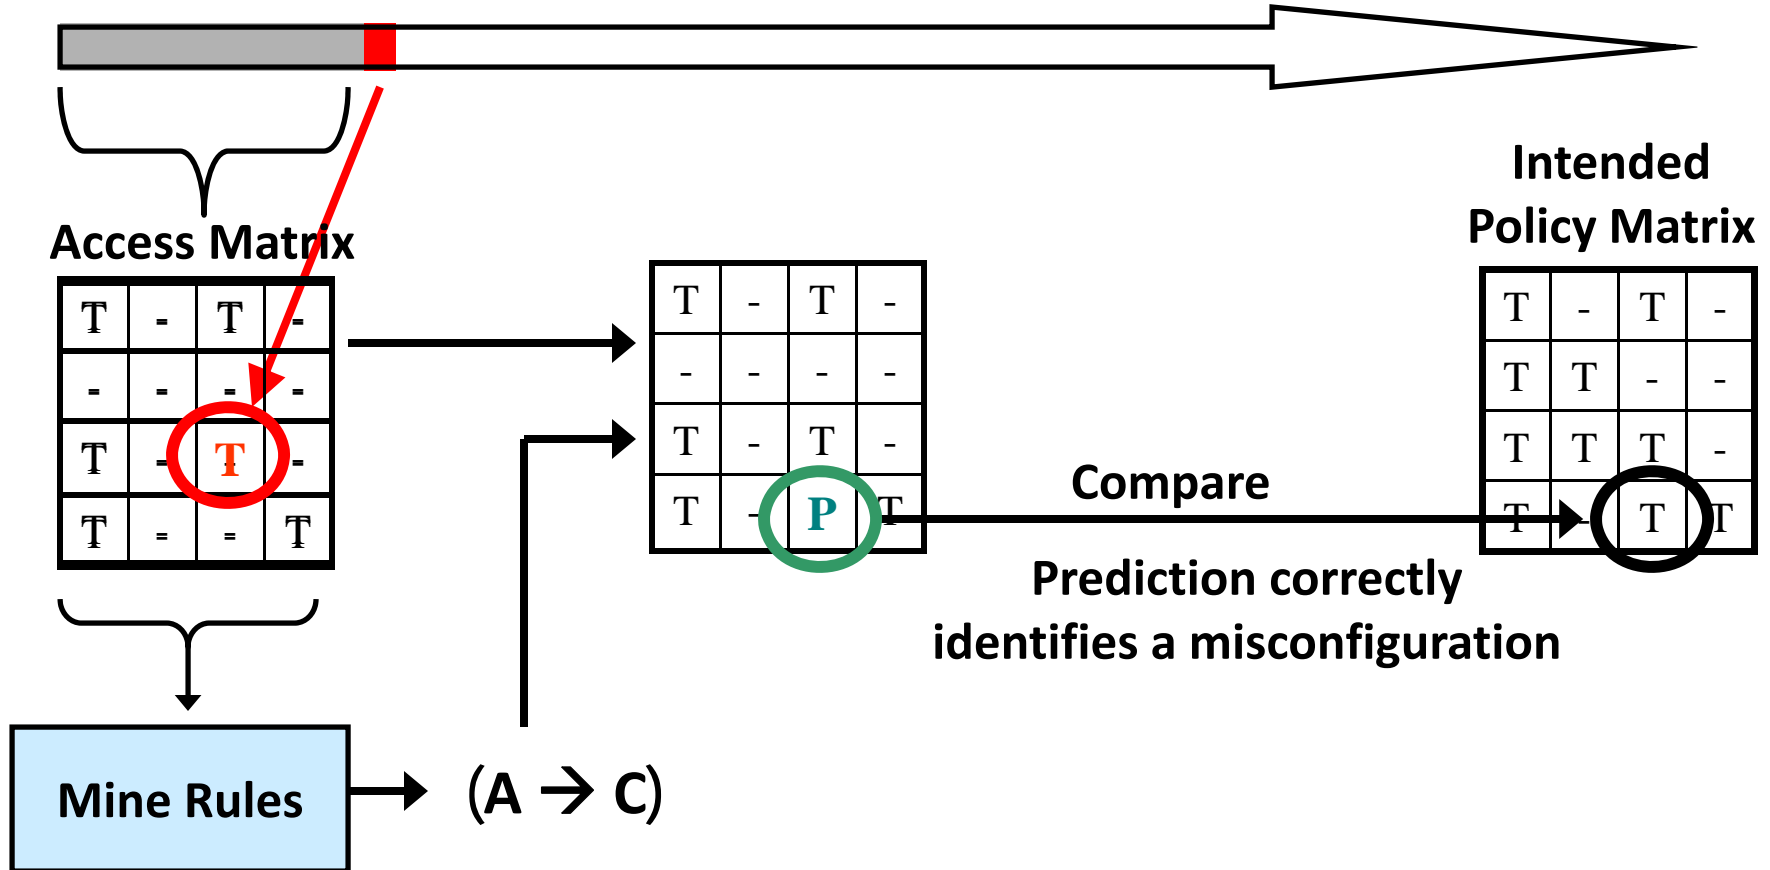 Intended
Policy Matrix
Access Matrix
T - T -
- - - -
T - T -
T - - T
T - T -
- - - -
T - T -
T - P T
T - T -
T T - -
T T T -
T - T T
Compare
Prediction correctly
identifies a misconfiguration
Mine Rules
(A → C)